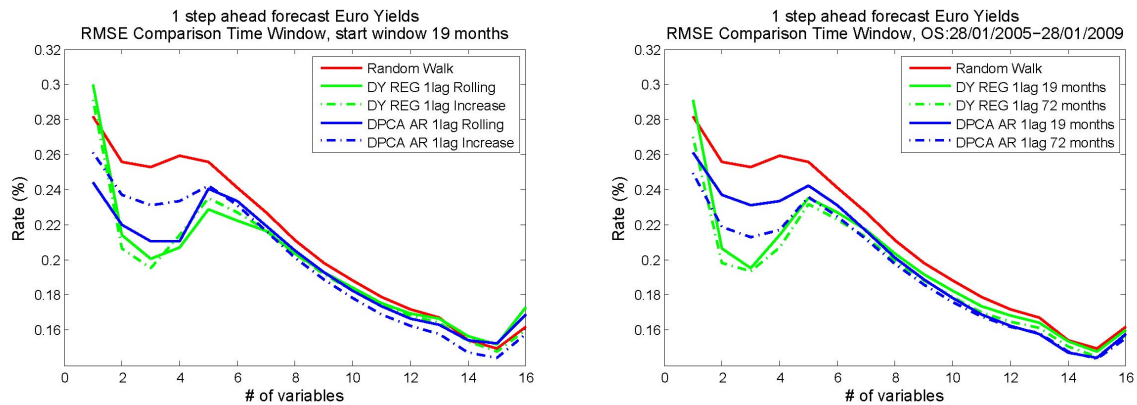 1 step ahead forecast Euro Yields
RMSE Comparison Time Window, start window 19 months
0.32
0.3
0.28
0.26
0.24
0.22
0.2
0.18
0.16
Rate (%)
Random Walk
DY REG 1lag Rolling
DY REG 1lag Increase
DPCA AR 1lag Rolling
DPCA AR 1lag Increase
0 2 4 6 8 10 12 14 16
# of variables
1 step ahead forecast Euro Yields
RMSE Comparison Time Window, OS:28/01/2005−28/01/2009
0.32
0.3
0.28
0.26
0.24
0.22
0.2
0.18
0.16
Rate (%)
Random Walk
DY REG 1lag 19 months
DY REG 1lag 72 months
DPCA AR 1lag 19 months
DPCA AR 1lag 72 months
0 2 4 6 8 10 12 14 16
# of variables